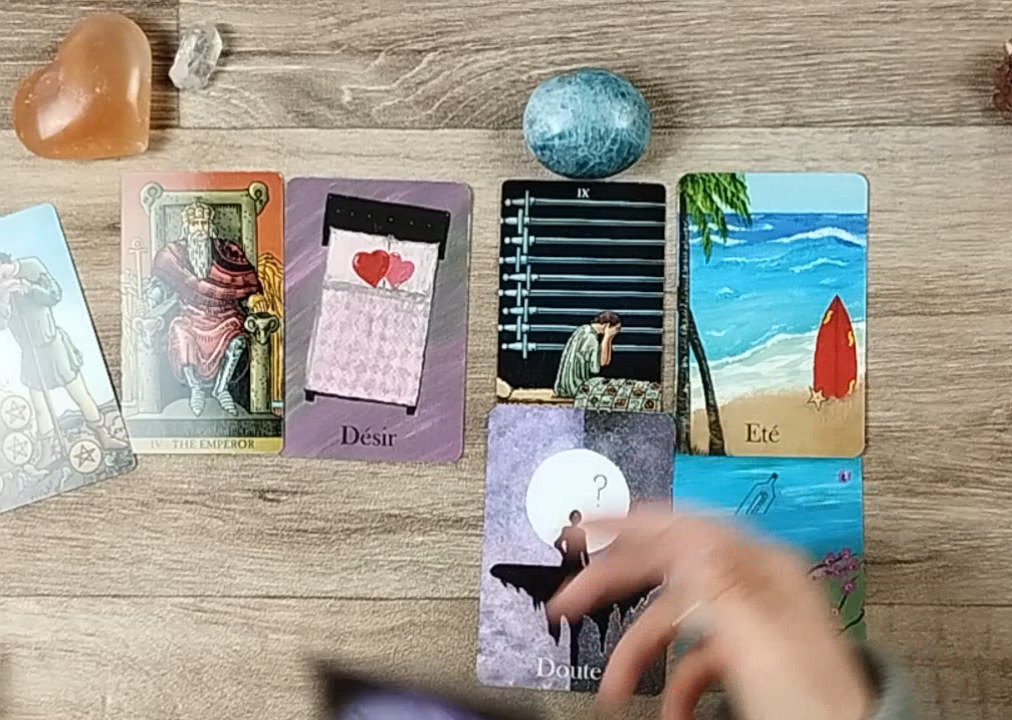 IX
IV THE EMPEROR
Désir
Eté
?
Doute